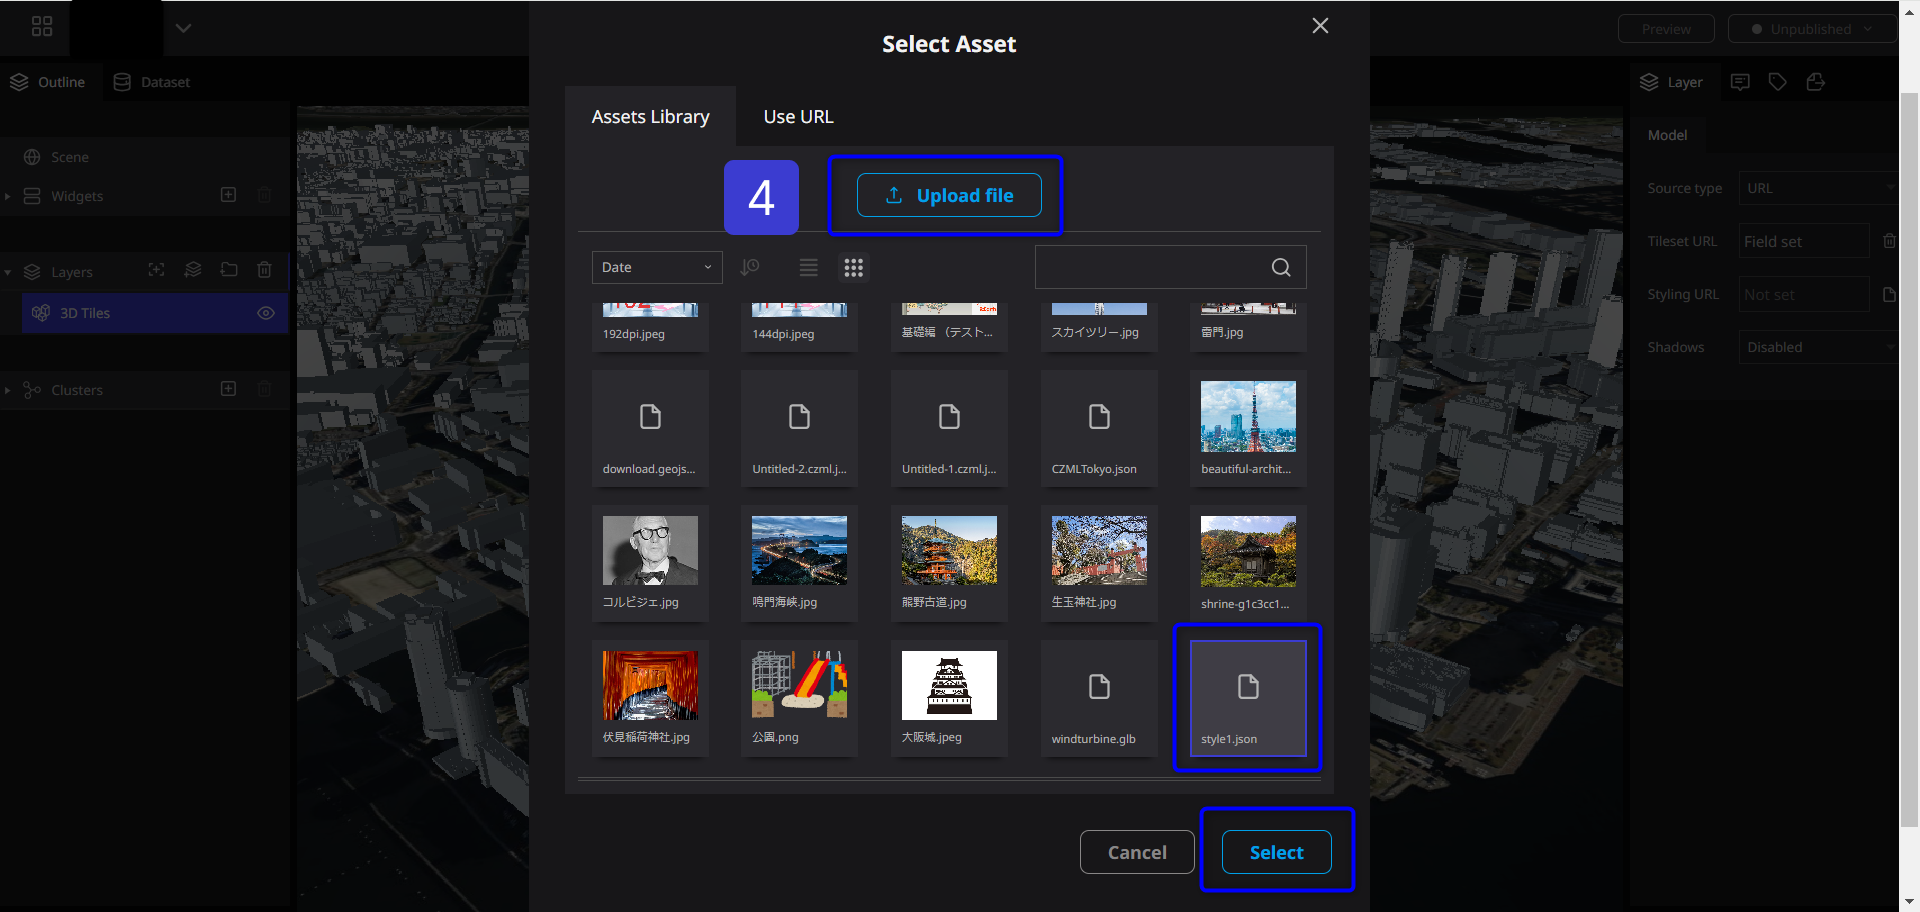 Select Asset
Preview
Unpublished
Outline
Dataset
Layer
Assets Library
Use URL
Model
Scene
4
Upload file
Source type
URL
Widgets
Tileset URL
Field set
Layers
Date
Styling URL
Not set
3D Tiles
Shadows
Disabled
192dpi.jpeg
144dpi.jpeg
基礎編 （テスト...
スカイツリー.jpg
雷門.jpg
Clusters
download.geojs...
Untitled-2.czml.j...
Untitled-1.czml.j...
CZMLTokyo.json
beautiful-archit...
コルビジェ.jpg
鳴門海峡.jpg
熊野古道.jpg
生玉神社.jpg
shrine-g1c3cc1...
伏見稲荷神社.jpg
公園.png
大阪城.jpeg
windturbine.glb
style1.json
Cancel
Select